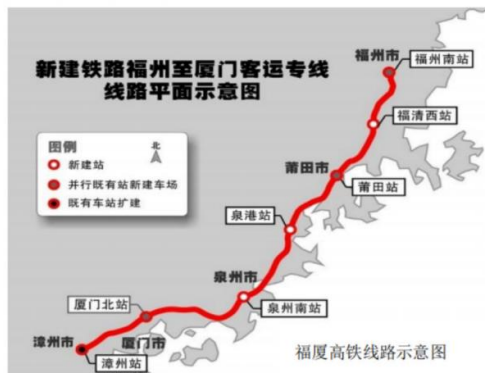 新建铁路福州至厦门客运专线
线路平面示意图
图例
北
新建站
并行既有站新建车场
既有车站扩建
福州市
福州南站
福清西站
莆田市
莆田站
泉港站
泉州市
泉州南站
厦门北站
厦门市
漳州市
漳州站
福厦高铁线路示意图